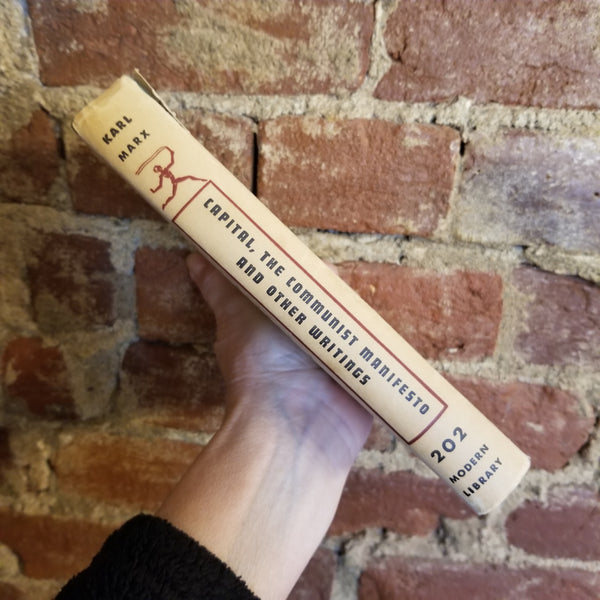 KARL
MARX
CAPITAL, THE COMMUNIST MANIFESTO
AND OTHER WRITINGS
202
MODERN
LIBRARY